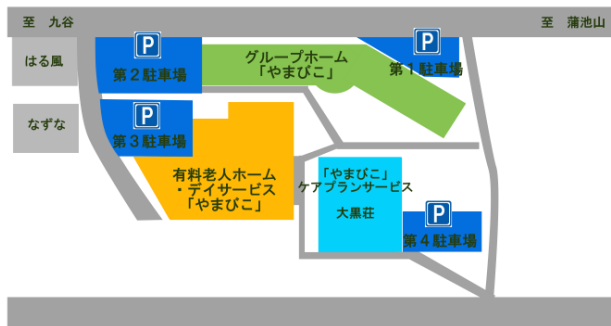 至　九谷
至　蒲池山
はる風
P
第２駐車場
グループホーム
「やまびこ」
P
第１駐車場
なずな
P
第３駐車場
有料老人ホーム
・デイサービス
「やまびこ」
「やまびこ」
ケアプランサービス
大黒荘
P
第４駐車場